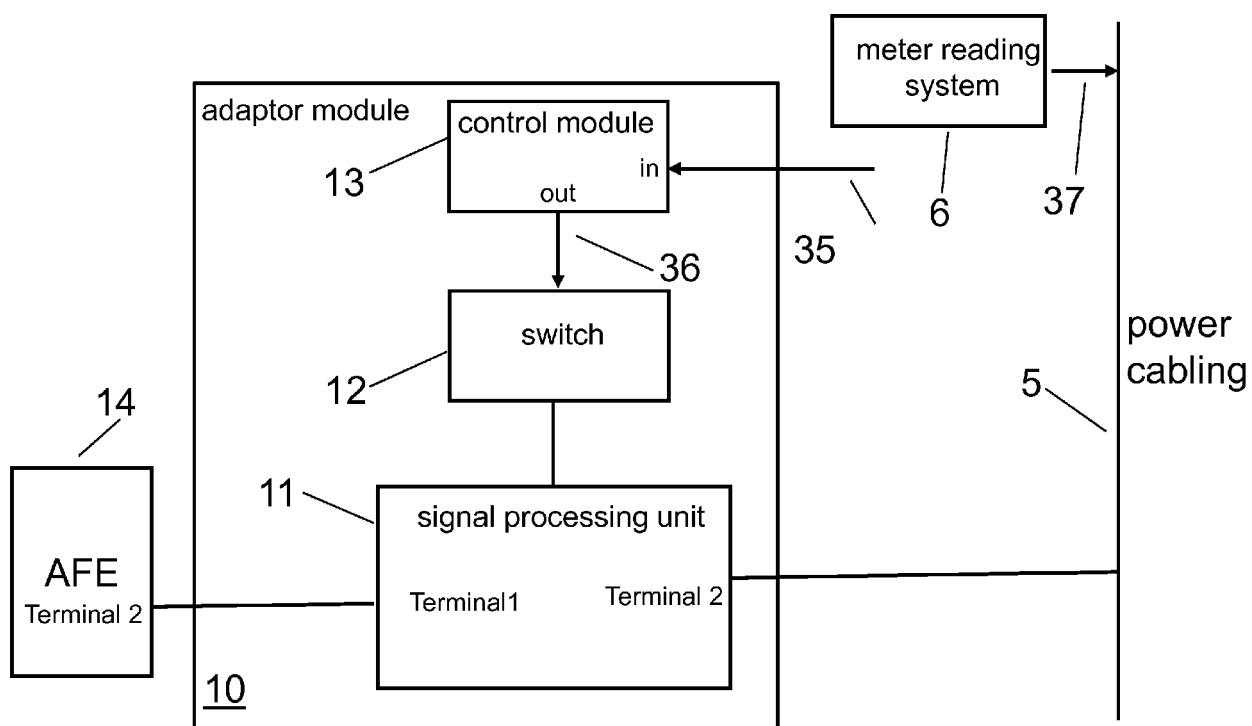 meter reading
system
adaptor module
control module
in
out
13
6
37
35
36
switch
12
power
cabling
5
14
11
signal processing unit
AFE
Terminal 2
Terminal1
Terminal 2
10